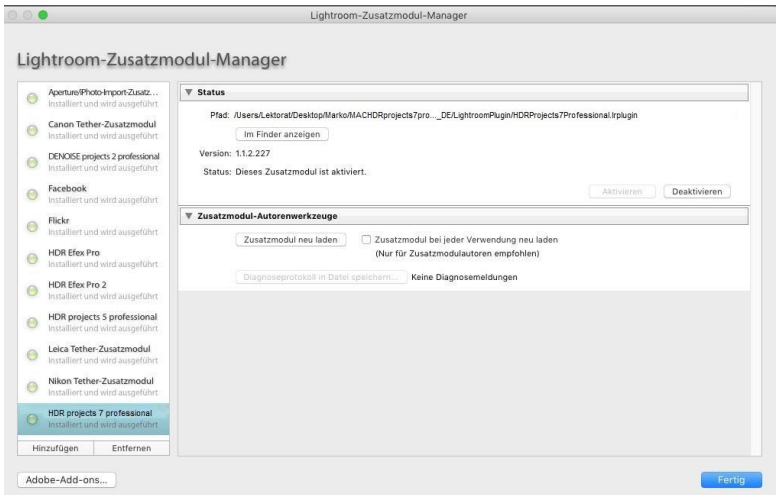 Lightroom-Zusatzmodul-Manager
Lightroom-Zusatzmodul-Manager
Aperture/iPhoto-Import-Zusatz...
Installiert und wird ausgeführt
Canon Tether-Zusatzmodul
Installiert und wird ausgeführt
DENOISE projects 2 professional
Installiert und wird ausgeführt
Facebook
Installiert und wird ausgeführt
Flickr
Installiert und wird ausgeführt
HDR Efex Pro
Installiert und wird ausgeführt
HDR Efex Pro 2
Installiert und wird ausgeführt
HDR projects 5 professional
Installiert und wird ausgeführt
Leica Tether-Zusatzmodul
Installiert und wird ausgeführt
Nikon Tether-Zusatzmodul
Installiert und wird ausgeführt
HDR projects 7 professional
Installiert und wird ausgeführt
Hinzufügen Entfernen
Status
Pfad: /Users/Lektorat/Desktop/Marko/MACHDRprojects7pro..._DE/LightroomPlugin/HDRProjects7Professional.lrplugin
Im Finder anzeigen
Version: 1.1.2.227
Status: Dieses Zusatzmodul ist aktiviert.
Aktivieren Deaktivieren
Zusatzmodul-Autorenwerkzeuge
Zusatzmodul neu laden Zusatzmodul bei jeder Verwendung neu laden
(Nur für Zusatzmodulautoren empfohlen)
Diagnoseprotokoll in Datei speichern... Keine Diagnosemeldungen
Adobe-Add-ons... Fertig